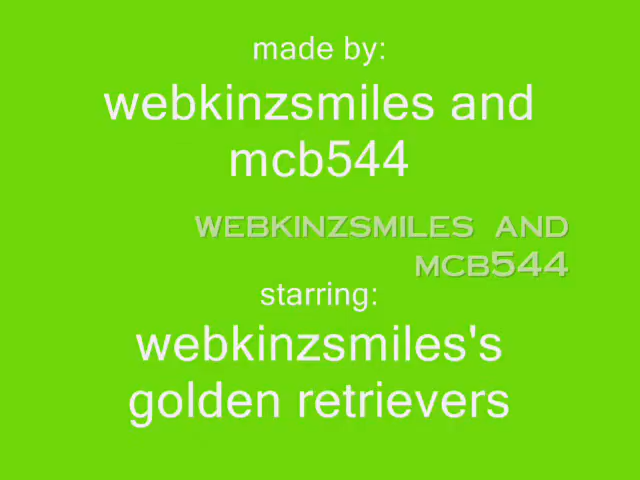 made by:
webkinzsmiles and
mcb544
WEBKINZSMILES AND
MCB544
starring:
webkinzsmiles's
golden retrievers